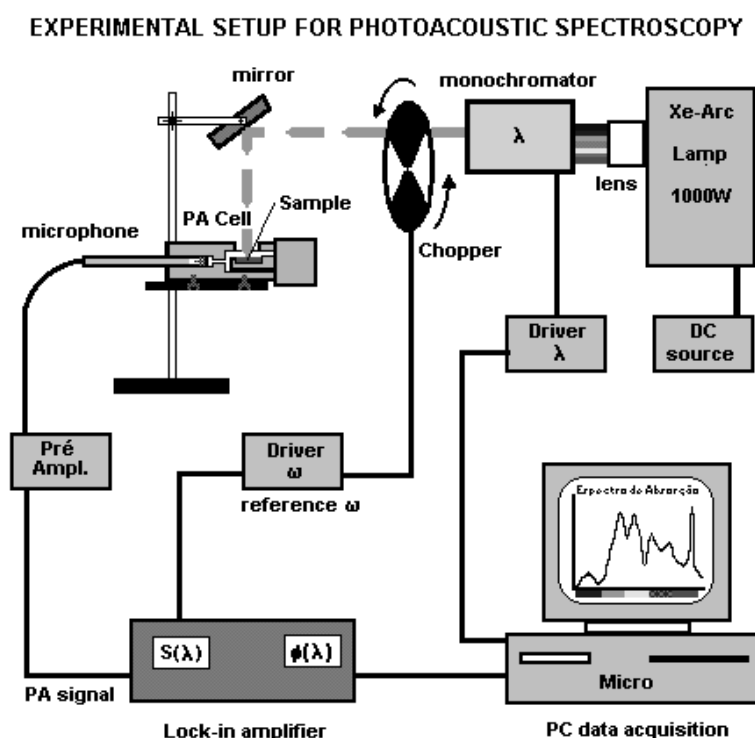 EXPERIMENTAL SETUP FOR PHOTOACOUSTIC SPECTROSCOPY
mirror
monochromator
Xe-Arc
Lamp
1000W
λ
lens
Sample
PA Cell
microphone
Chopper
Driver
λ
DC
source
Pré
Ampl.
Driver
ω
reference ω
Espectro de Absorção
S(λ)
ϕ(λ)
PA signal
Micro
Lock-in amplifier
PC data acquisition